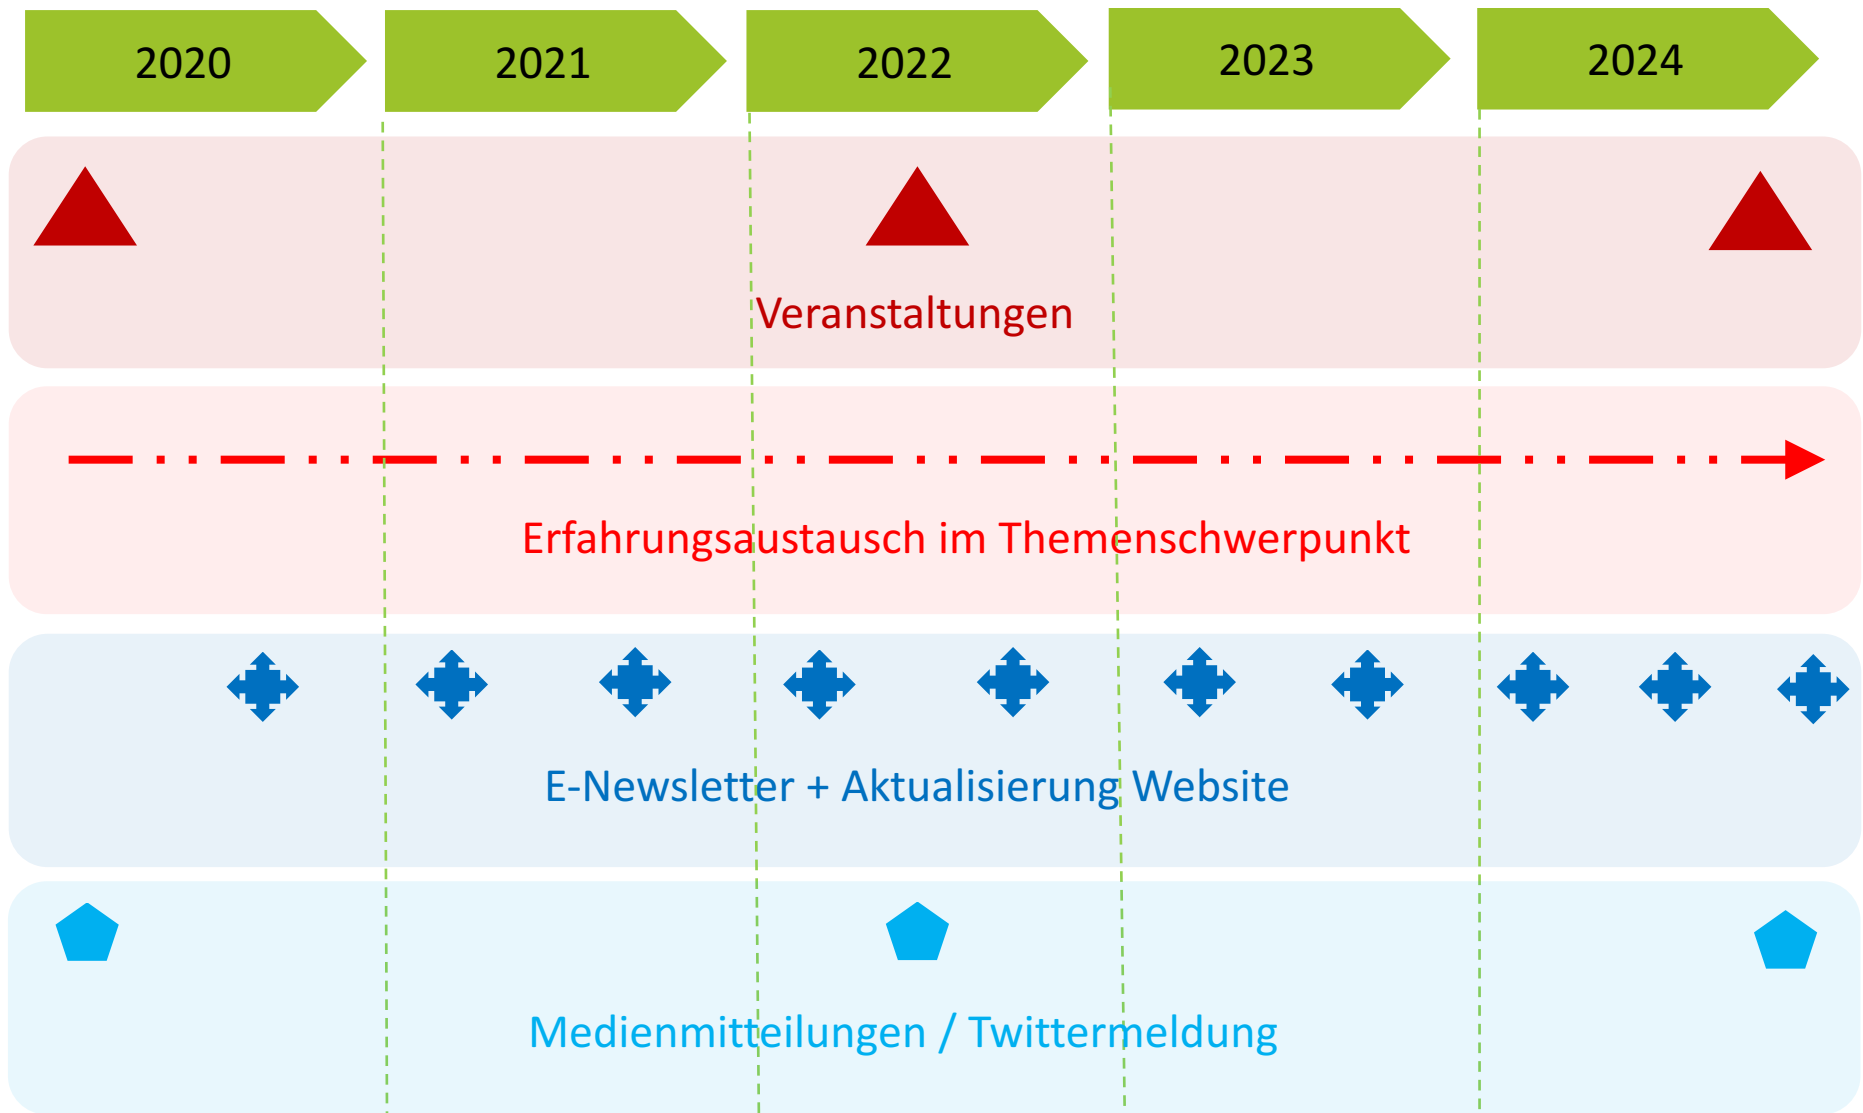 2020
2021
2022
2023
2024
Veranstaltungen
Erfahrungsaustausch im Themenschwerpunkt
E-Newsletter + Aktualisierung Website
Medienmitteilungen / Twittermeldung